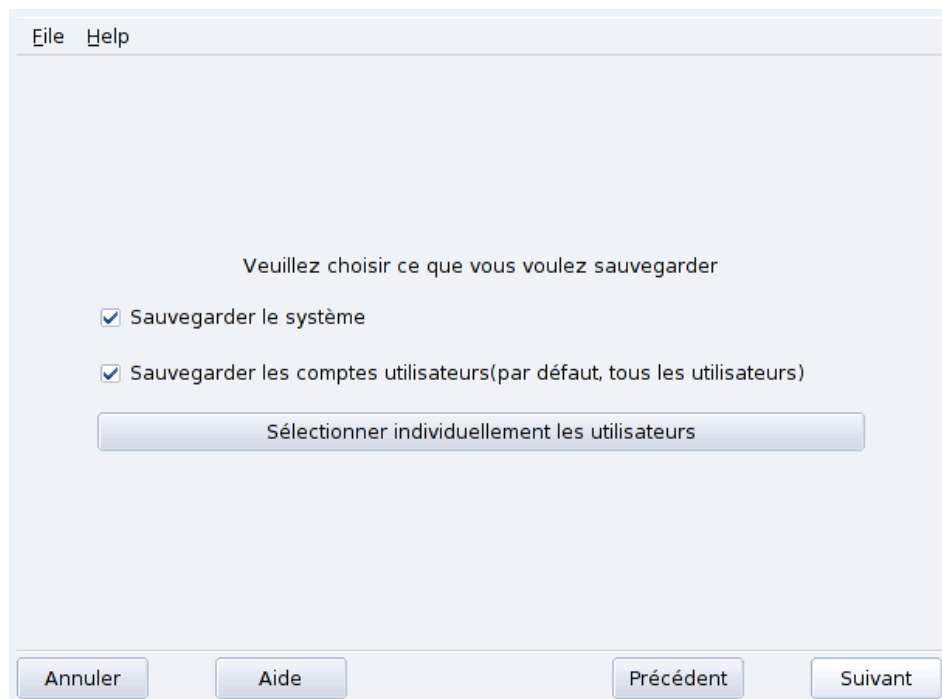 File Help
Veuillez choisir ce que vous voulez sauvegarder
Sauvegarder le système
Sauvegarder les comptes utilisateurs(par défaut, tous les utilisateurs)
Sélectionner individuellement les utilisateurs
Annuler Aide Précédent Suivant